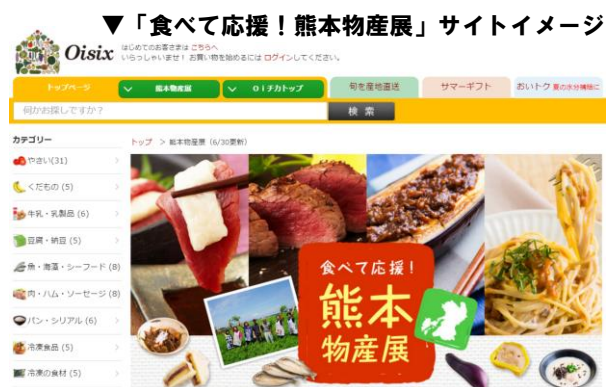 ▼「食べて応援！熊本物産展」サイトイメージ
Oisix
はじめてのお客さまは こちらへ
いらっしゃいませ！ お買い物を始めるには ログインしてください。
トップページ
熊本物産展
Oiチカトップ
旬を産地直送
サマーギフト
おいトク 夏の水分補給に
何かお探しですか？
検 索
カテゴリー
トップ > 熊本物産展（6/30更新）
やさい(31)
くだもの (5)
牛乳・乳製品 (6)
豆腐・納豆 (5)
魚・海藻・シーフード (8)
肉・ハム・ソーセージ (8)
パン・シリアル (6)
冷凍食品 (5)
冷凍の食材 (5)
食べて応援！
熊本
物産展